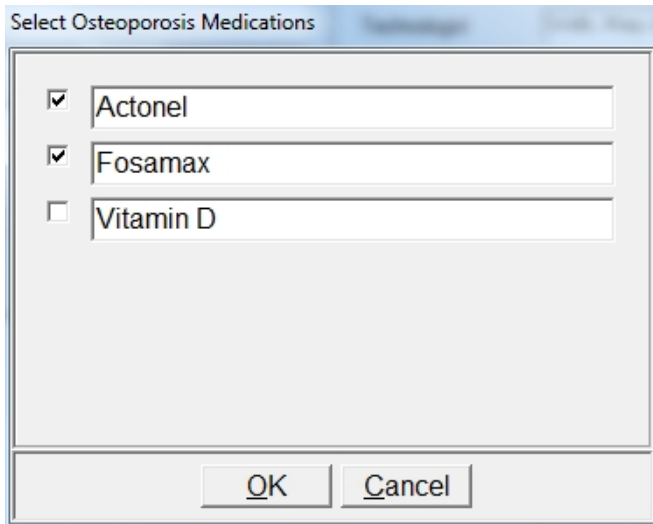 Select Osteoporosis Medications
Actonel
Fosamax
Vitamin D
OK
Cancel